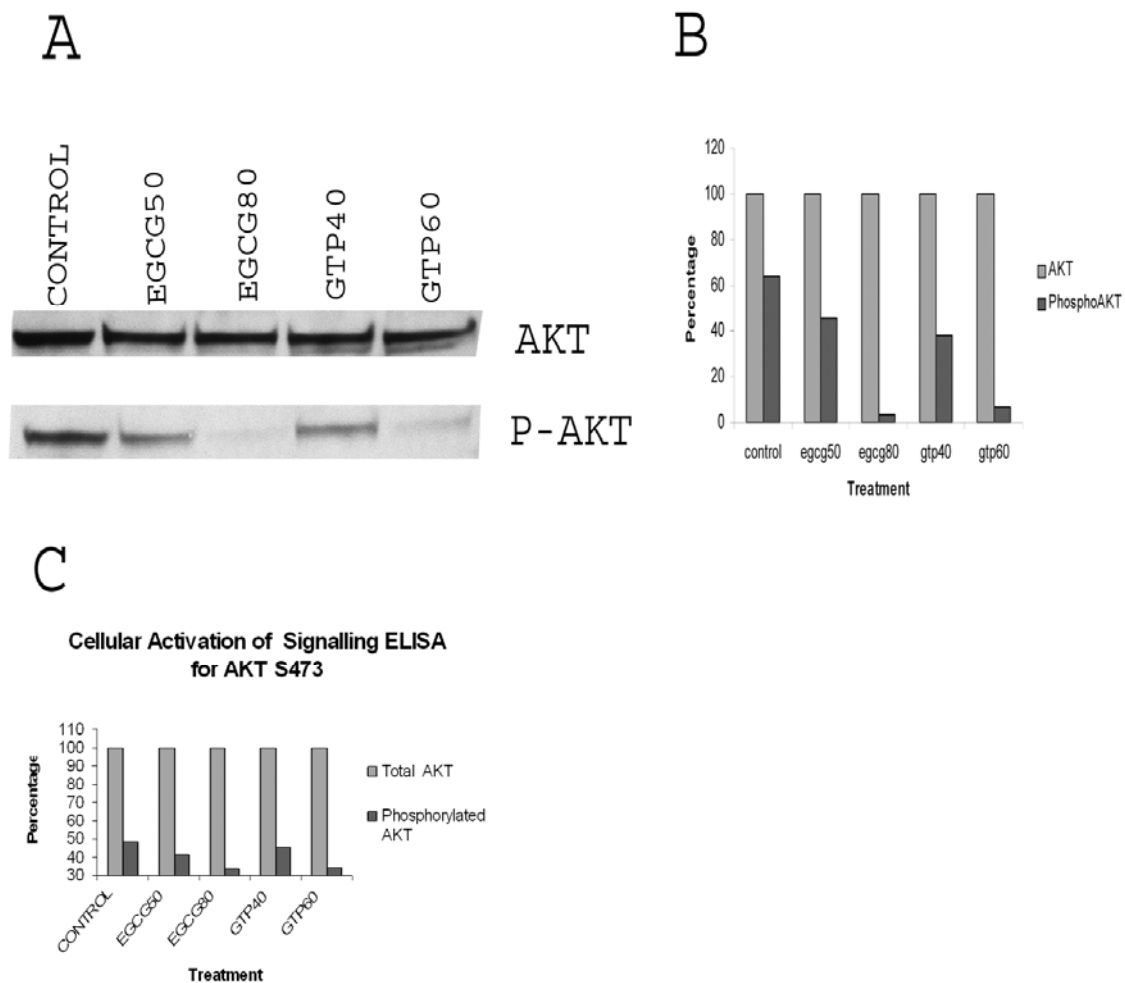 A
CONTROL
EGCG50
EGCG80
GTP40
GTP60
AKT
P-AKT
B
120
100
80
60
40
20
0
Percentage
control
egcg50
egcg80
gtp40
gtp60
Treatment
AKT
PhosphoAKT
C
Cellular Activation of Signalling ELISA
for AKT S473
110
100
90
80
70
60
50
40
30
Percentage
CONTROL
EGCG50
EGCG80
GTP40
GTP60
Treatment
Total AKT
Phosphorylated
AKT